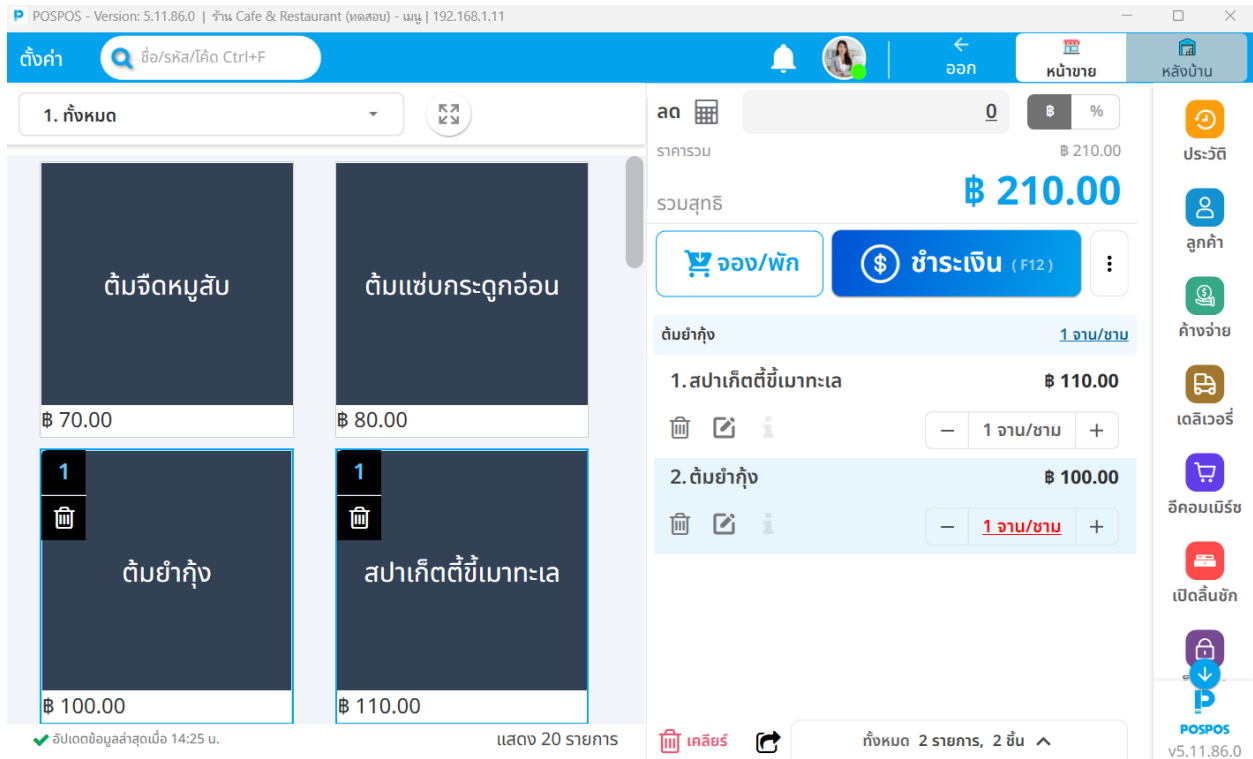 POSPOS - Version: 5.11.86.0 | ร้าน Cafe & Restaurant (ทดสอบ) - เมนู | 192.168.1.11
ตั้งค่า
ชื่อ/รหัส/โค้ด Ctrl+F
ออก
หน้าขาย
หลังบ้าน
1. ทั้งหมด
ต้มจืดหมูสับ
฿ 70.00
ต้มแซ่บกระดูกอ่อน
฿ 80.00
1
ต้มยำกุ้ง
฿ 100.00
1
สปาเก็ตตี้ขี้เมาทะเล
฿ 110.00
อัปเดตข้อมูลล่าสุดเมื่อ 14:25 น.
แสดง 20 รายการ
ลด
0
฿
%
ราคารวม
฿ 210.00
รวมสุทธิ
฿ 210.00
จอง/พัก
ชำระเงิน (F12)
ต้มยำกุ้ง
1 จาน/ชาม
1. สปาเก็ตตี้ขี้เมาทะเล
฿ 110.00
1 จาน/ชาม
2. ต้มยำกุ้ง
฿ 100.00
1 จาน/ชาม
เคลียร์
ทั้งหมด 2 รายการ, 2 ชิ้น
ประวัติ
ลูกค้า
ค้างจ่าย
เดลิเวอรี่
อีคอมเมิร์ซ
เปิดลิ้นชัก
POSPOS
v5.11.86.0